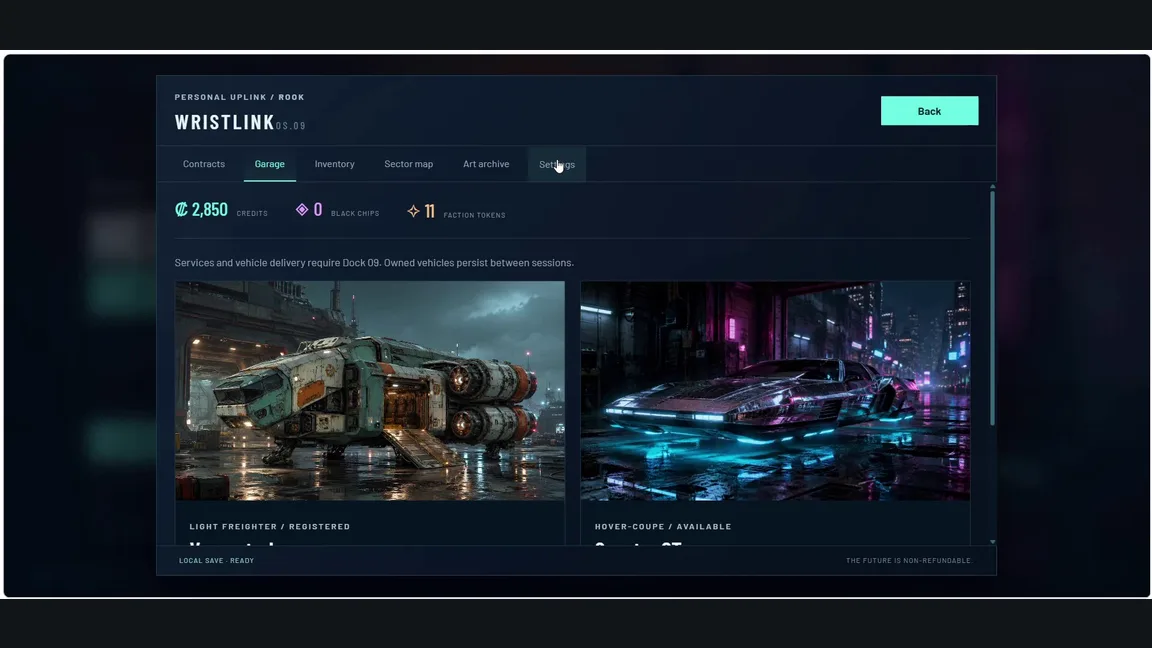 PERSONAL UPLINK / ROOK
WRISTLINK OS.09
Back
Contracts Garage Inventory Sector map Art archive Settings
₡ 2,850 CREDITS 0 BLACK CHIPS 11 FACTION TOKENS
Services and vehicle delivery require Dock 09. Owned vehicles persist between sessions.
LIGHT FREIGHTER / REGISTERED
HOVER-COUPE / AVAILABLE
LOCAL SAVE · READY
THE FUTURE IS NON-REFUNDABLE.